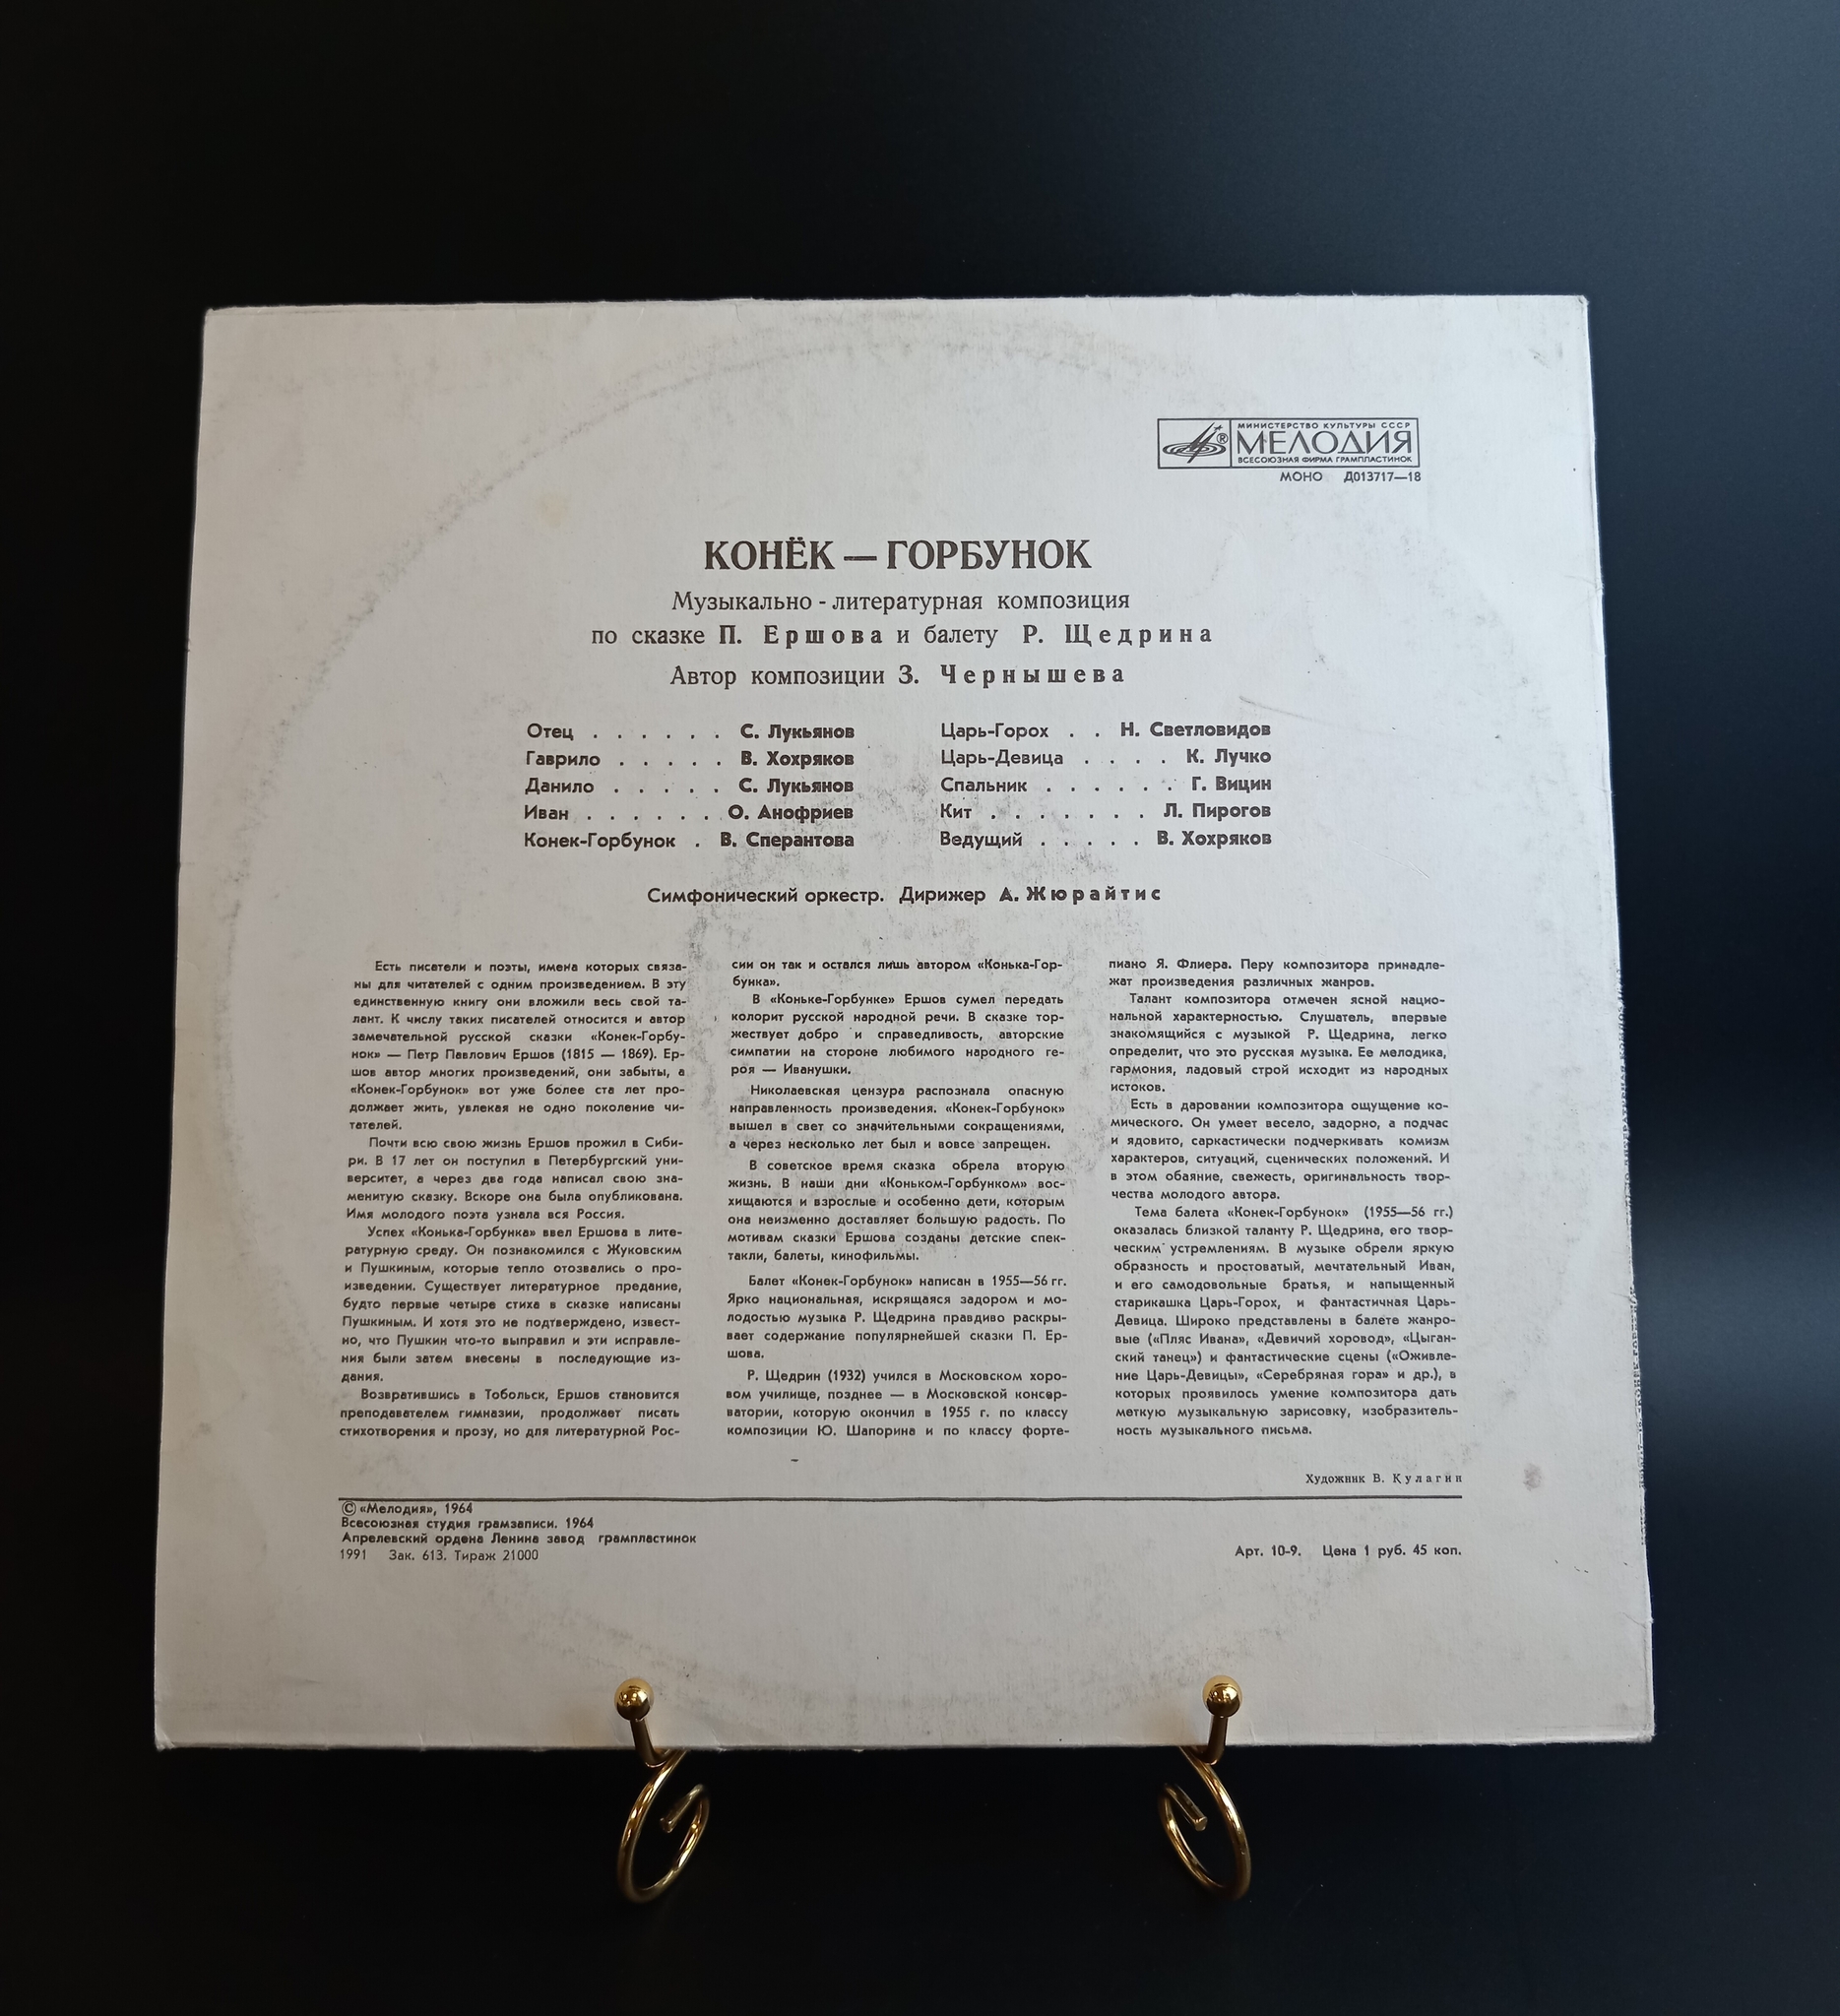 МИНИСТЕРСТВО КУЛЬТУРЫ СССР
МЕЛОДИЯ
ВСЕСОЮЗНАЯ ФИРМА ГРАМПЛАСТИНОК
МОНО Д013717—18
КОНЁК — ГОРБУНОК
Музыкально - литературная композиция
по сказке П. Ершова и балету Р. Щедрина
Автор композиции З. Чернышева
Отец . . . . . . С. Лукьянов
Гаврило . . . . . В. Хохряков
Данило . . . . . С. Лукьянов
Иван . . . . . . О. Анофриев
Конек-Горбунок . В. Сперантова
Царь-Горох . . Н. Светловидов
Царь-Девица . . . . К. Лучко
Спальник . . . . . . Г. Вицин
Кит . . . . . . . Л. Пирогов
Ведущий . . . . . В. Хохряков
Симфонический оркестр. Дирижер А. Жюрайтис
Есть писатели и поэты, имена которых связа-
ны для читателей с одним произведением. В эту
единственную книгу они вложили весь свой та-
лант. К числу таких писателей относится и автор
замечательной русской сказки «Конек-Горбу-
нок» — Петр Павлович Ершов (1815 — 1869). Ер-
шов автор многих произведений, они забыты, а
«Конек-Горбунок» вот уже более ста лет про-
должает жить, увлекая не одно поколение чи-
тателей.
Почти всю свою жизнь Ершов прожил в Сиби-
ри. В 17 лет он поступил в Петербургский уни-
верситет, а через два года написал свою зна-
менитую сказку. Вскоре она была опубликована.
Имя молодого поэта узнала вся Россия.
Успех «Конька-Горбунка» ввел Ершова в лите-
ратурную среду. Он познакомился с Жуковским
и Пушкиным, которые тепло отозвались о про-
изведении. Существует литературное предание,
будто первые четыре стиха в сказке написаны
Пушкиным. И хотя это не подтверждено, извест-
но, что Пушкин что-то выправил и эти исправле-
ния были затем внесены в последующие из-
дания.
Возвратившись в Тобольск, Ершов становится
преподавателем гимназии, продолжает писать
стихотворения и прозу, но для литературной Рос-
сии он так и остался лишь автором «Конька-Гор-
бунка».
В «Коньке-Горбунке» Ершов сумел передать
колорит русской народной речи. В сказке тор-
жествует добро и справедливость, авторские
симпатии на стороне любимого народного ге-
роя — Иванушки.
Николаевская цензура распознала опасную
направленность произведения. «Конек-Горбунок»
вышел в свет со значительными сокращениями,
а через несколько лет был и вовсе запрещен.
В советское время сказка обрела вторую
жизнь. В наши дни «Коньком-Горбунком» вос-
хищаются и взрослые и особенно дети, которым
она неизменно доставляет большую радость. По
мотивам сказки Ершова созданы детские спек-
такли, балеты, кинофильмы.
Балет «Конек-Горбунок» написан в 1955—56 гг.
Ярко национальная, искрящаяся задором и мо-
лодостью музыка Р. Щедрина правдиво раскры-
вает содержание популярнейшей сказки П. Ер-
шова.
Р. Щедрин (1932) учился в Московском хоро-
вом училище, позднее — в Московской консер-
ватории, которую окончил в 1955 г. по классу
композиции Ю. Шапорина и по классу форте-
пиано Я. Флиера. Перу композитора принадле-
жат произведения различных жанров.
Талант композитора отмечен ясной нацио-
нальной характерностью. Слушатель, впервые
знакомящийся с музыкой Р. Щедрина, легко
определит, что это русская музыка. Ее мелодика,
гармония, ладовый строй исходит из народных
истоков.
Есть в даровании композитора ощущение ко-
мического. Он умеет весело, задорно, а подчас
и ядовито, саркастически подчеркивать комизм
характеров, ситуаций, сценических положений. И
в этом обаяние, свежесть, оригинальность твор-
чества молодого автора.
Тема балета «Конек-Горбунок» (1955—56 гг.)
оказалась близкой таланту Р. Щедрина, его твор-
ческим устремлениям. В музыке обрели яркую
образность и простоватый, мечтательный Иван,
и его самодовольные братья, и напыщенный
старикашка Царь-Горох, и фантастичная Царь-
Девица. Широко представлены в балете жанро-
вые («Пляс Ивана», «Девичий хоровод», «Цыган-
ский танец») и фантастические сцены («Оживле-
ние Царь-Девицы», «Серебряная гора» и др.), в
которых проявилось умение композитора дать
меткую музыкальную зарисовку, изобразитель-
ность музыкального письма.
Художник В. Кулагин
© «Мелодия», 1964
Всесоюзная студия грамзаписи. 1964
Апрелевский ордена Ленина завод грампластинок
1991 Зак. 613. Тираж 21000
Арт. 10-9. Цена 1 руб. 45 коп.